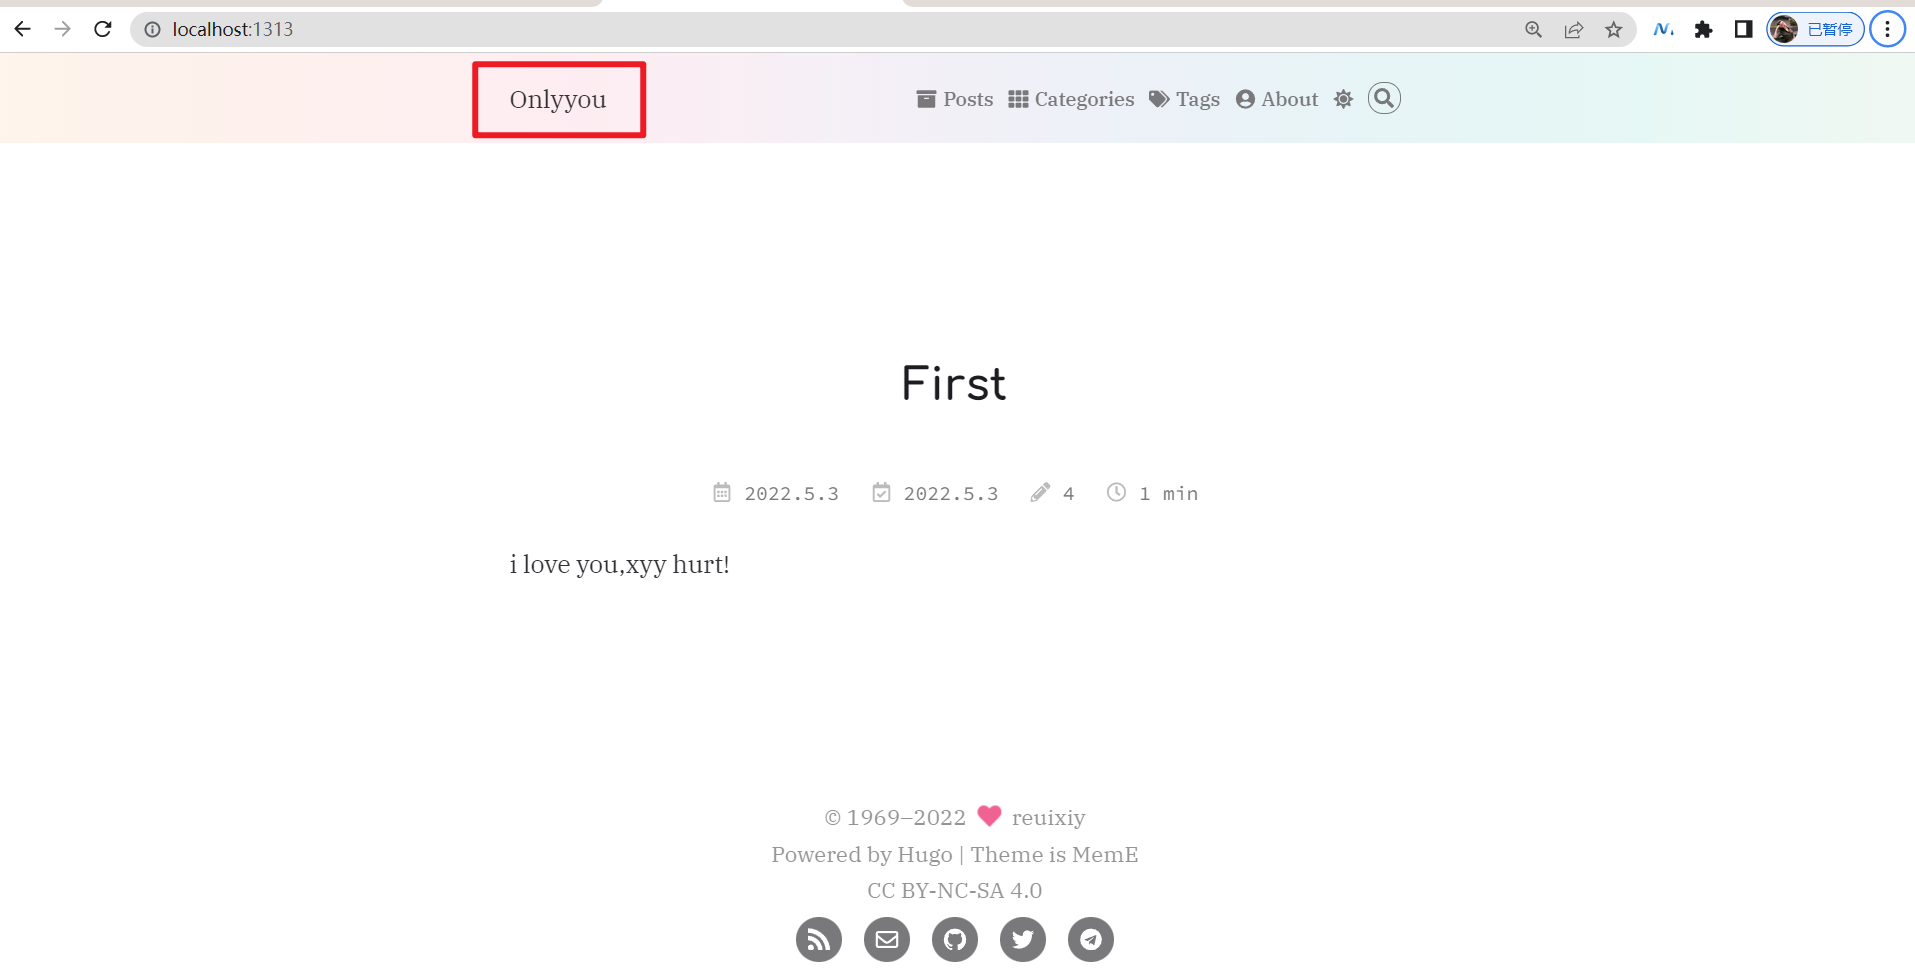 localhost:1313
已暂停
Onlyyou
Posts Categories Tags About
First
2022.5.3 2022.5.3 4 1 min
i love you,xyy hurt!
© 1969–2022 reuixiy
Powered by Hugo | Theme is MemE
CC BY-NC-SA 4.0